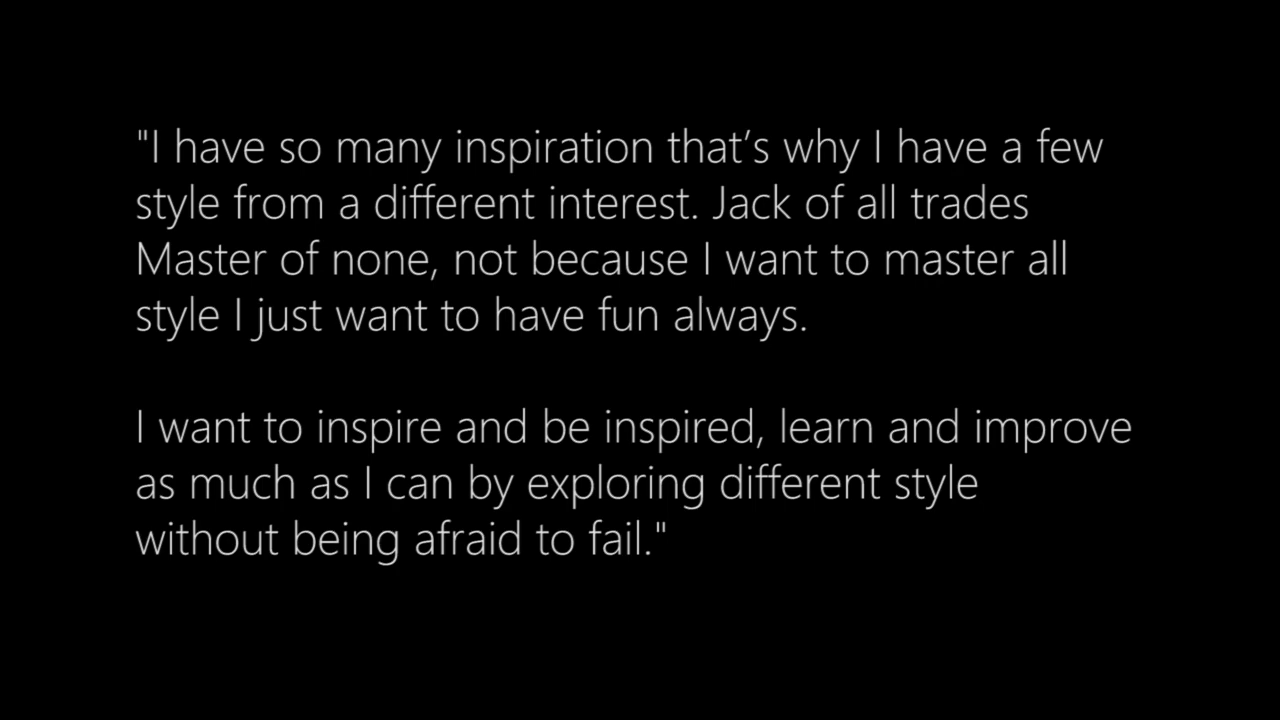 "I have so many inspiration that’s why I have a few
style from a different interest. Jack of all trades
Master of none, not because I want to master all
style I just want to have fun always.
I want to inspire and be inspired, learn and improve
as much as I can by exploring different style
without being afraid to fail."